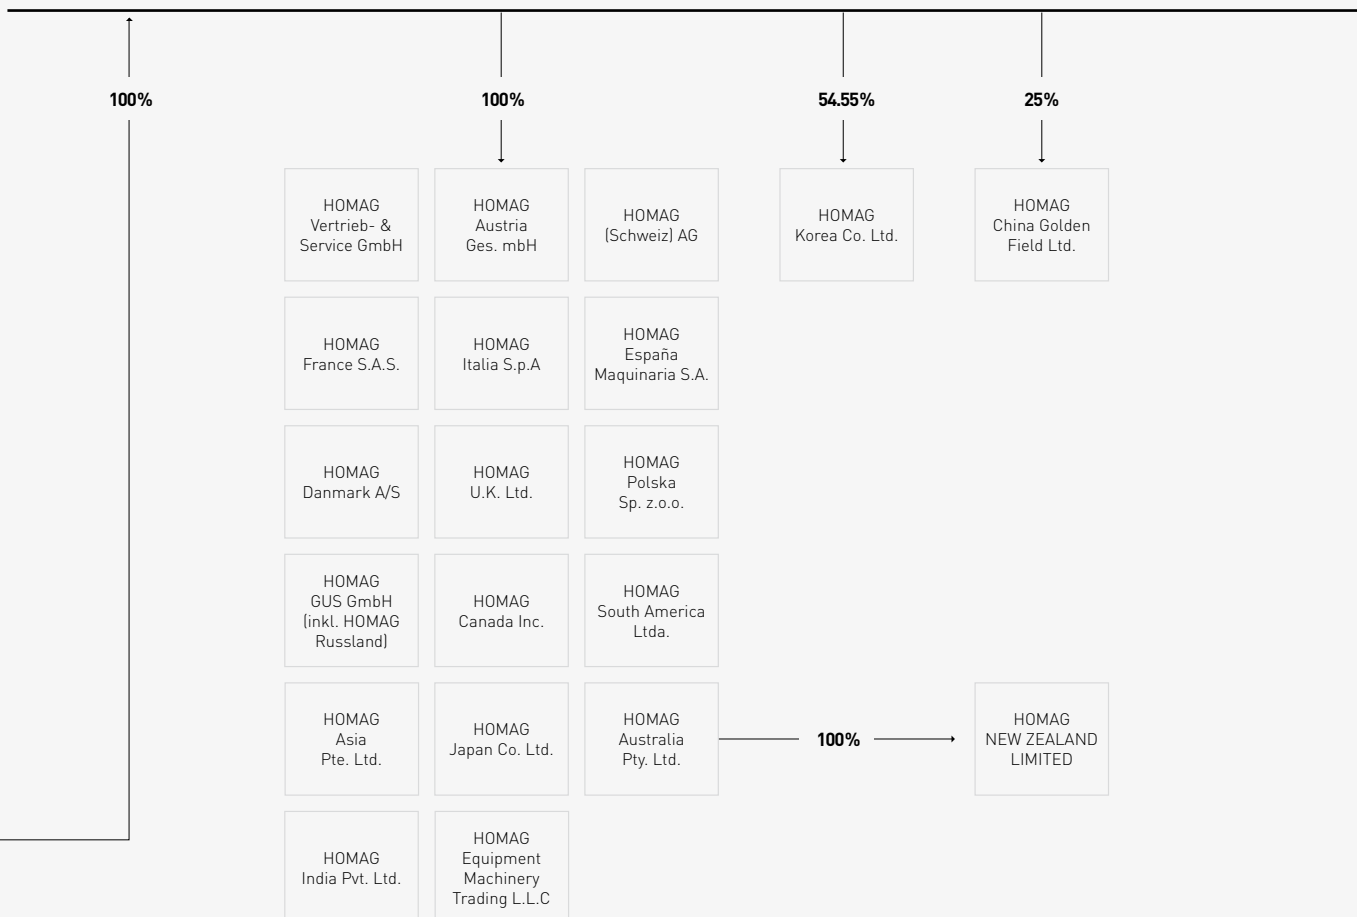 100%
100%
54.55%
25%
HOMAG
Vertrieb- &
Service GmbH
HOMAG
Austria
Ges. mbH
HOMAG
(Schweiz) AG
HOMAG
Korea Co. Ltd.
HOMAG
China Golden
Field Ltd.
HOMAG
France S.A.S.
HOMAG
Italia S.p.A
HOMAG
España
Maquinaria S.A.
HOMAG
Danmark A/S
HOMAG
U.K. Ltd.
HOMAG
Polska
Sp. z.o.o.
HOMAG
GUS GmbH
(inkl. HOMAG
Russland)
HOMAG
Canada Inc.
HOMAG
South America
Ltda.
HOMAG
Asia
Pte. Ltd.
HOMAG
Japan Co. Ltd.
HOMAG
Australia
Pty. Ltd.
100%
HOMAG
NEW ZEALAND
LIMITED
HOMAG
India Pvt. Ltd.
HOMAG
Equipment
Machinery
Trading L.L.C